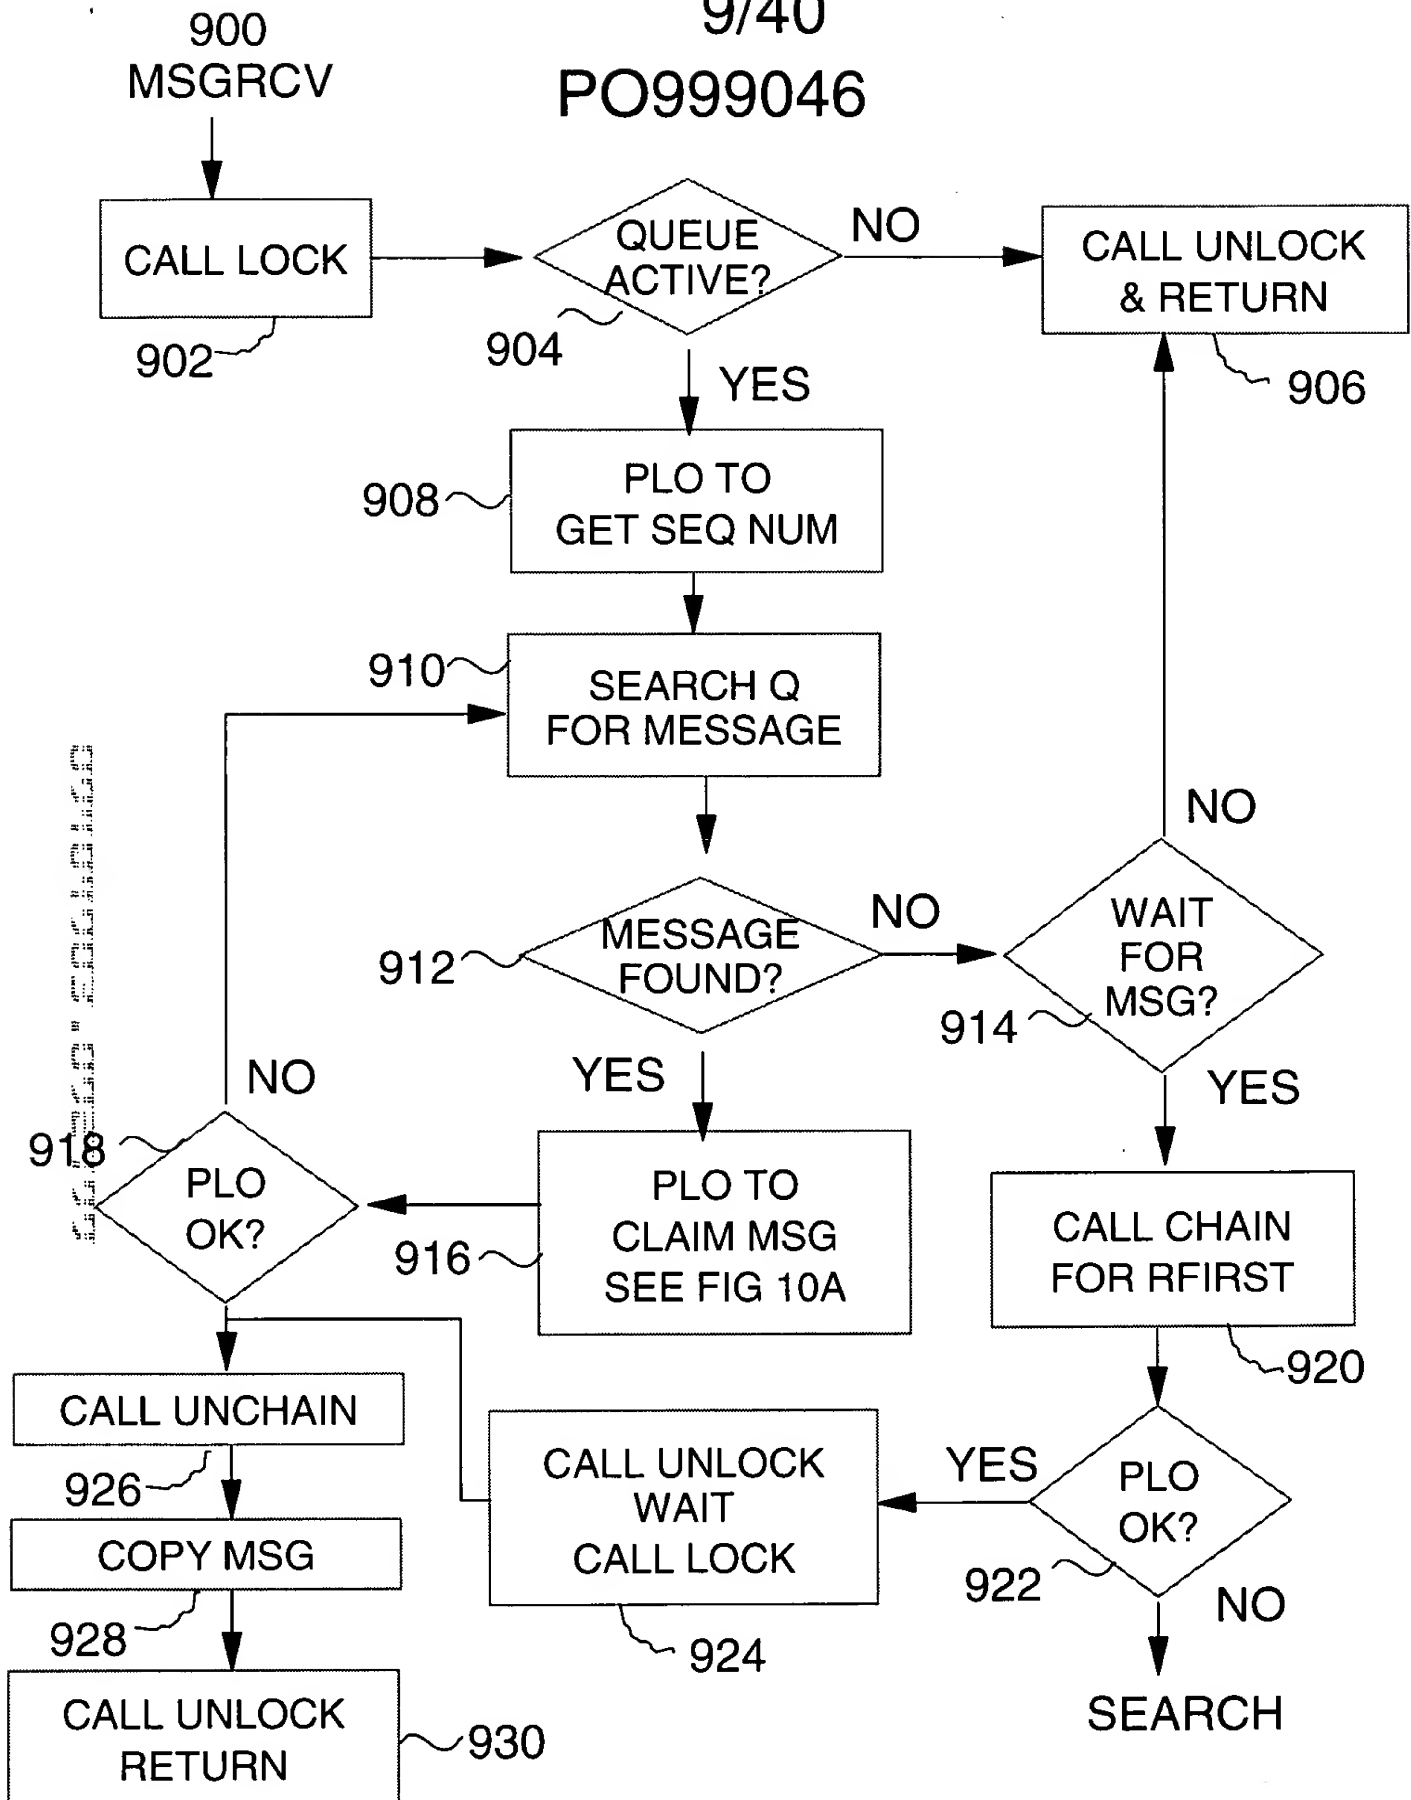 9/40
PO999046
900
MSGRCV
CALL LOCK
902
QUEUE
ACTIVE?
904
NO
CALL UNLOCK
& RETURN
906
YES
PLO TO
GET SEQ NUM
908
SEARCH Q
FOR MESSAGE
910
MESSAGE
FOUND?
912
NO
WAIT
FOR
MSG?
914
NO
YES
YES
PLO TO
CLAIM MSG
SEE FIG 10A
916
NO
918
PLO
OK?
CALL CHAIN
FOR RFIRST
920
PLO
OK?
922
YES
NO
SEARCH
CALL UNLOCK
WAIT
CALL LOCK
924
CALL UNCHAIN
926
COPY MSG
928
CALL UNLOCK
RETURN
930